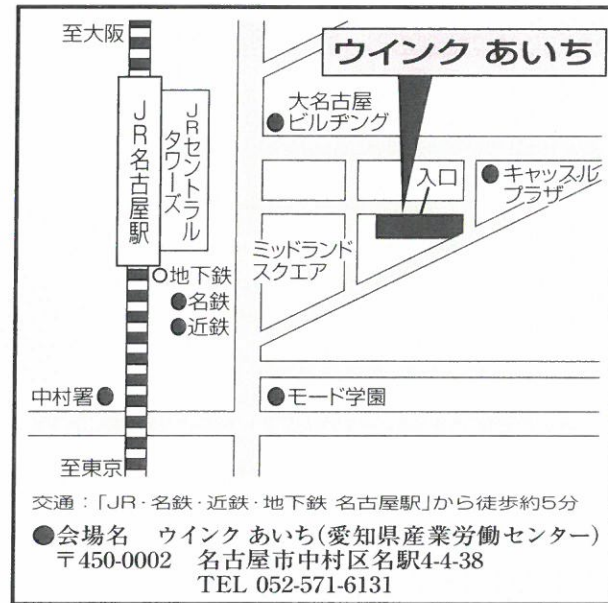 至大阪
ウインク あいち
JR名古屋駅
JRセントラル
タワーズ
大名古屋
ビルヂング
入口
キャッスル
プラザ
ミッドランド
スクエア
地下鉄
名鉄
近鉄
中村署
モード学園
至東京
交通：「JR・名鉄・近鉄・地下鉄 名古屋駅」から徒歩約5分
●会場名　ウインク あいち(愛知県産業労働センター)
〒450-0002　名古屋市中村区名駅4-4-38
TEL 052-571-6131